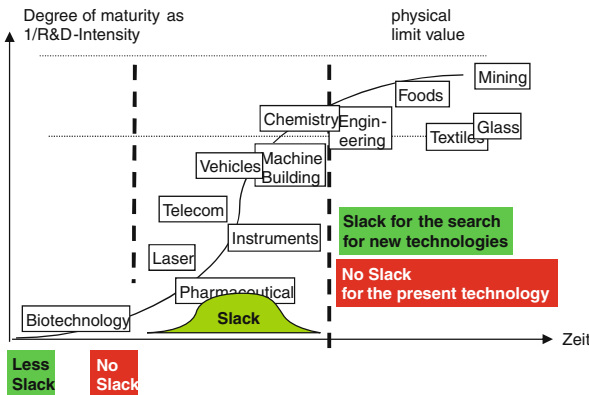 Degree of maturity as
1/R&D-Intensity
physical
limit value
Mining
Foods
Chemistry
Engin-
eering
Glass
Textiles
Vehicles
Machine
Building
Telecom
Instruments
Laser
Pharmaceutical
Biotechnology
Slack
Slack for the search
for new technologies
No Slack
for the present technology
Zeit
Less
Slack
No
Slack